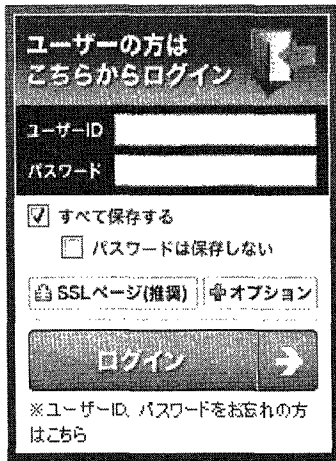 ユーザーの方は
こちらからログイン
ユーザーID
パスワード
すべて保存する
パスワードは保存しない
SSLページ(推奨) オプション
ログイン
※ユーザーID、パスワードをお忘れの方
はこちら